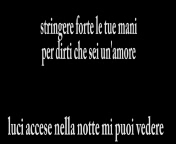 stringere forte le tue mani
per dirti che sei un'amore
luci accese nella notte mi puoi vedere